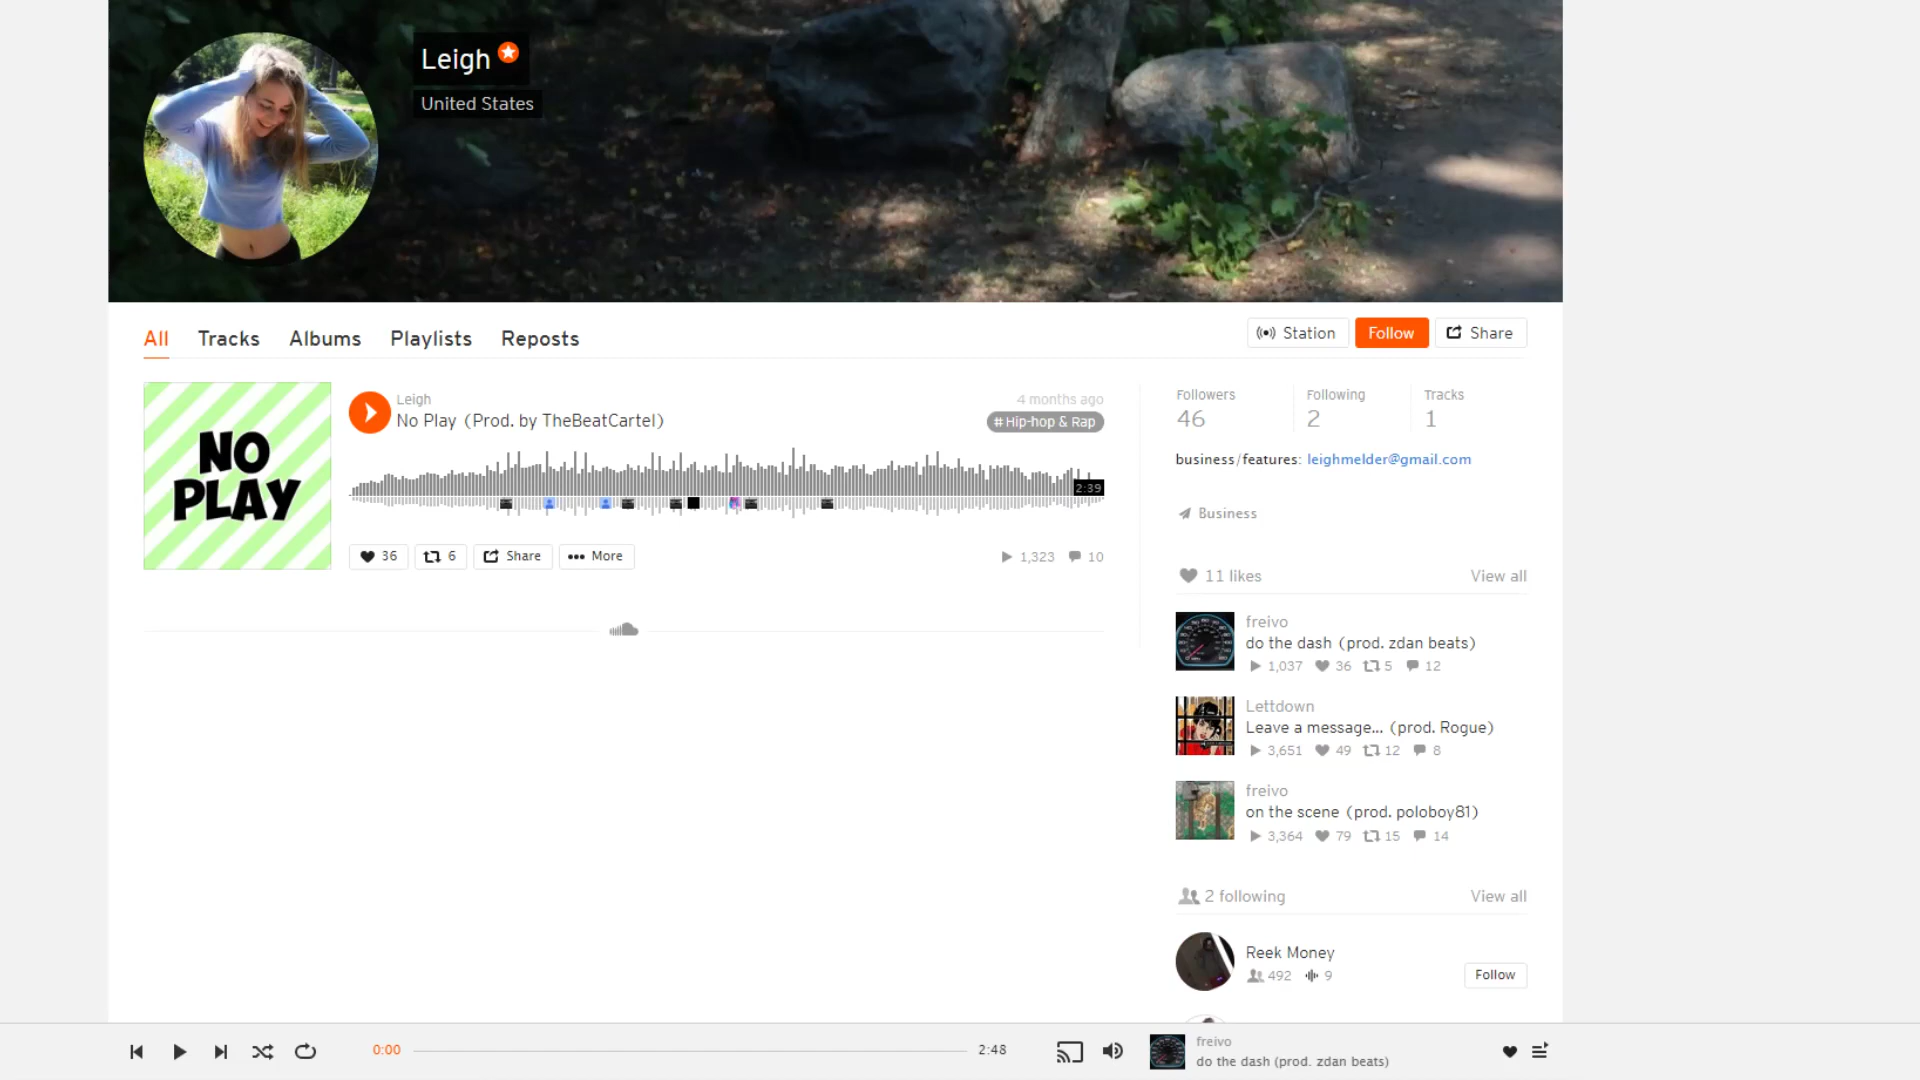 Leigh
United States
All Tracks Albums Playlists Reposts
Station Follow Share
NO
PLAY
Leigh
4 months ago
No Play (Prod. by TheBeatCartel)
# Hip-hop & Rap
2:39
36 6 Share ••• More
1,323 10
Followers Following Tracks
46 2 1
business/features: leighmelder@gmail.com
Business
11 likes View all
freivo
do the dash (prod. zdan beats)
1,037 36 5 12
Lettdown
Leave a message... (prod. Rogue)
3,651 49 12 8
freivo
on the scene (prod. poloboy81)
3,364 79 15 14
2 following View all
Reek Money
492 9
Follow
0:00 2:48
freivo
do the dash (prod. zdan beats)